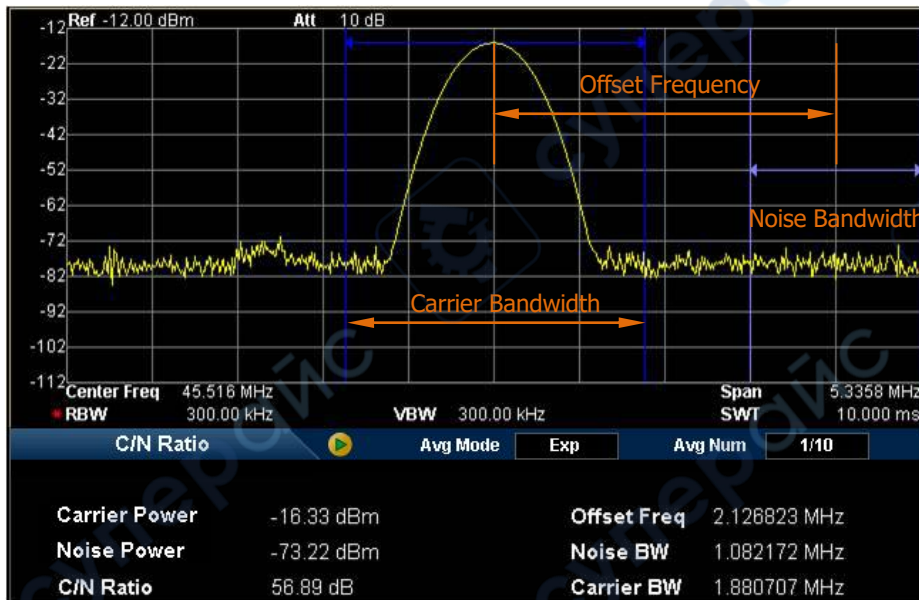 Ref -12.00 dBm Att 10 dB
-12
-22
-32
-42
-52
-62
-72
-82
-92
-102
-112
Offset Frequency
Noise Bandwidth
Carrier Bandwidth
Center Freq 45.516 MHz Span 5.3358 MHz
*RBW 300.00 kHz VBW 300.00 kHz SWT 10.000 ms
C/N Ratio Avg Mode Exp Avg Num 1/10
Carrier Power -16.33 dBm Offset Freq 2.126823 MHz
Noise Power -73.22 dBm Noise BW 1.082172 MHz
C/N Ratio 56.89 dB Carrier BW 1.880707 MHz
суперайс